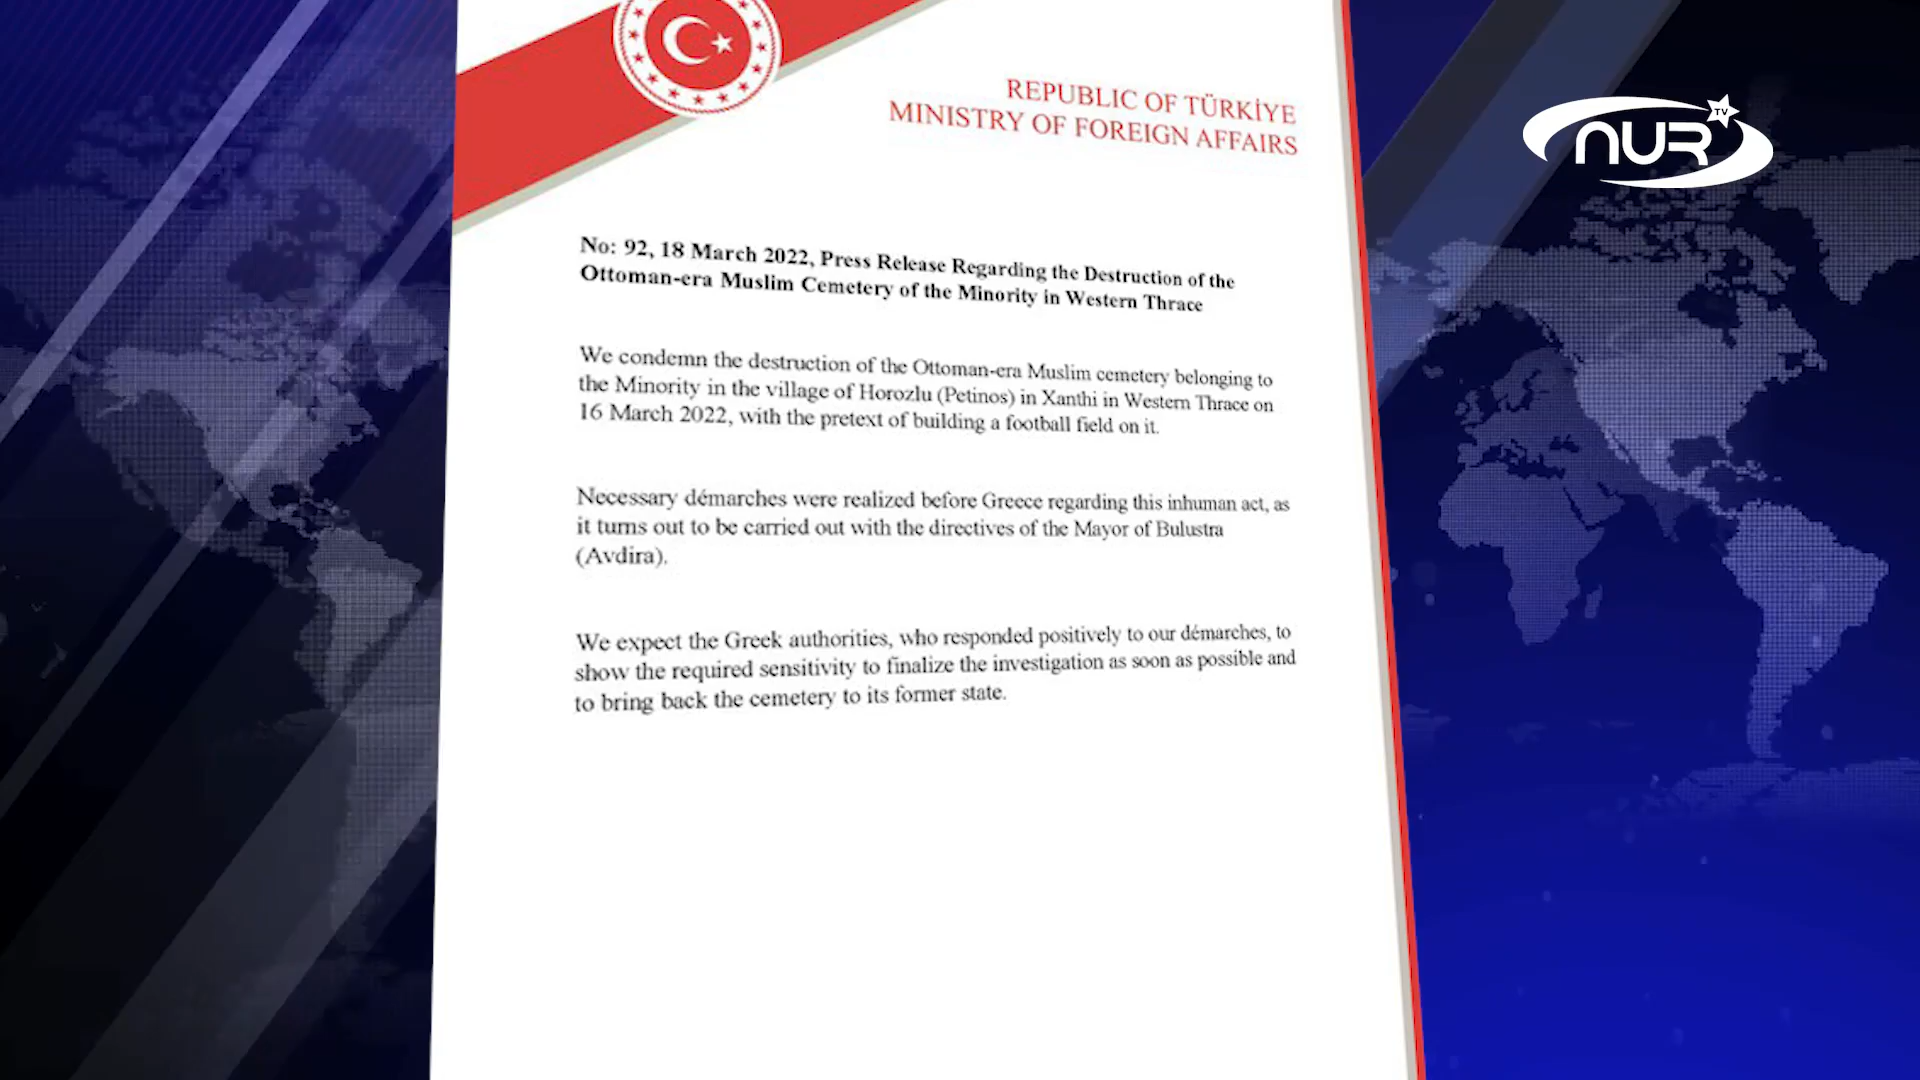 REPUBLIC OF TÜRKİYE
MINISTRY OF FOREIGN AFFAIRS
NUR TV
No: 92, 18 March 2022, Press Release Regarding the Destruction of the
Ottoman-era Muslim Cemetery of the Minority in Western Thrace
We condemn the destruction of the Ottoman-era Muslim cemetery belonging to
the Minority in the village of Horozlu (Petinos) in Xanthi in Western Thrace on
16 March 2022, with the pretext of building a football field on it.
Necessary démarches were realized before Greece regarding this inhuman act, as
it turns out to be carried out with the directives of the Mayor of Bulustra
(Avdira).
We expect the Greek authorities, who responded positively to our démarches, to
show the required sensitivity to finalize the investigation as soon as possible and
to bring back the cemetery to its former state.